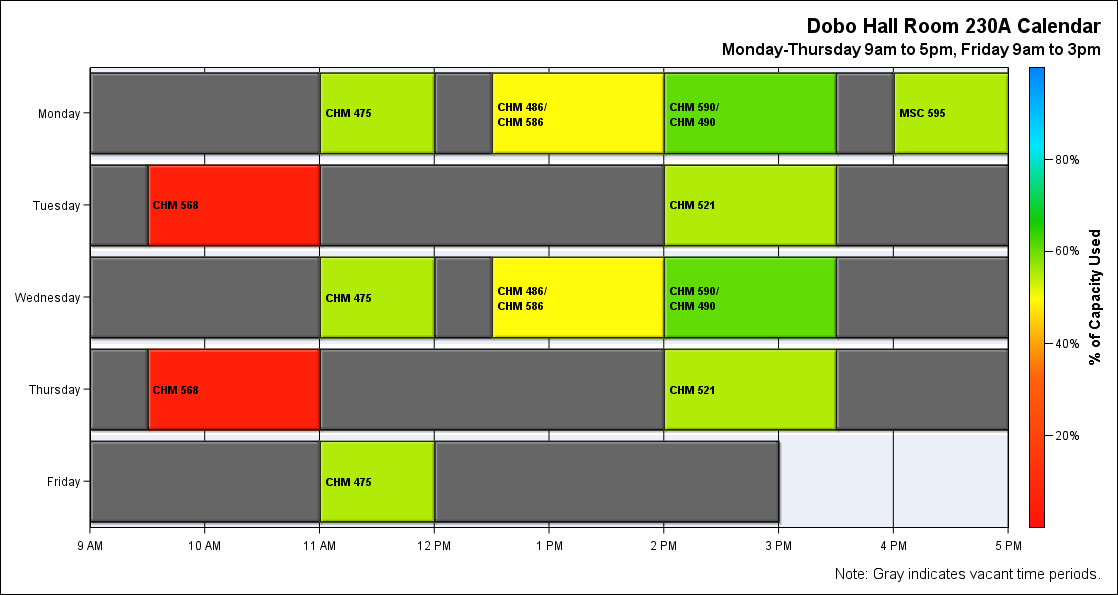 Dobo Hall Room 230A Calendar
Monday-Thursday 9am to 5pm, Friday 9am to 3pm
Monday
CHM 475
CHM 486/
CHM 586
CHM 590/
CHM 490
MSC 595
Tuesday
CHM 568
CHM 521
Wednesday
CHM 475
CHM 486/
CHM 586
CHM 590/
CHM 490
Thursday
CHM 568
CHM 521
Friday
CHM 475
9 AM
10 AM
11 AM
12 PM
1 PM
2 PM
3 PM
4 PM
5 PM
80%
60%
40%
20%
% of Capacity Used
Note: Gray indicates vacant time periods.